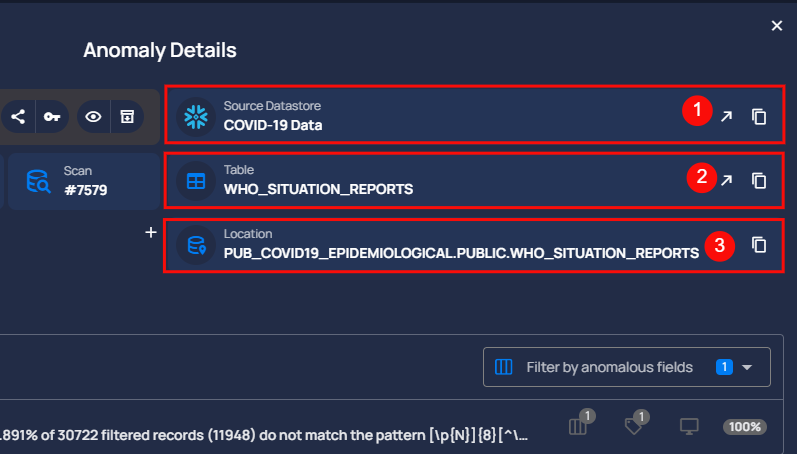 Anomaly Details
Source Datastore
COVID-19 Data
1
Scan
#7579
Table
WHO_SITUATION_REPORTS
2
Location
PUB_COVID19_EPIDEMIOLOGICAL.PUBLIC.WHO_SITUATION_REPORTS
3
Filter by anomalous fields 1
.891% of 30722 filtered records (11948) do not match the pattern [\p{N}]{8}[^\... 1 1 100%